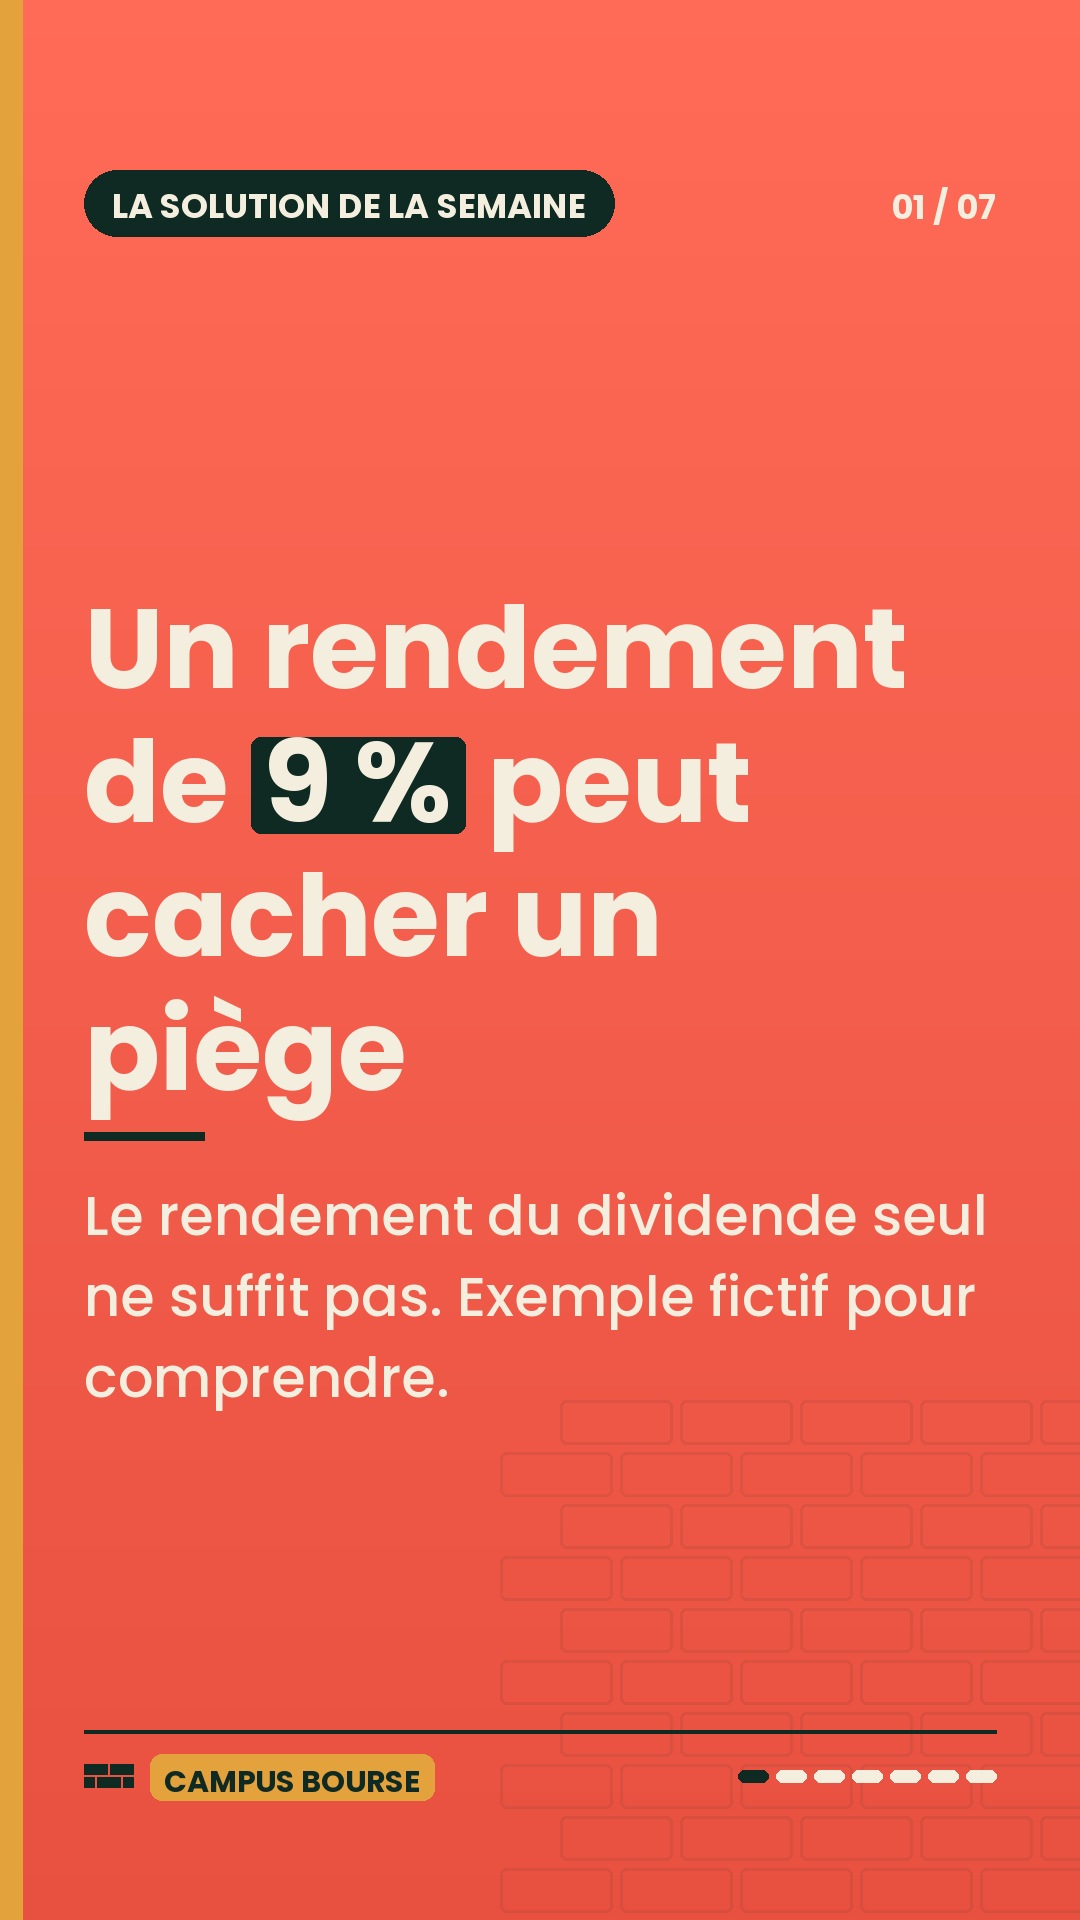 LA SOLUTION DE LA SEMAINE
01 / 07
Un rendement
de 9 % peut
cacher un
piège
Le rendement du dividende seul
ne suffit pas. Exemple fictif pour
comprendre.
CAMPUS BOURSE